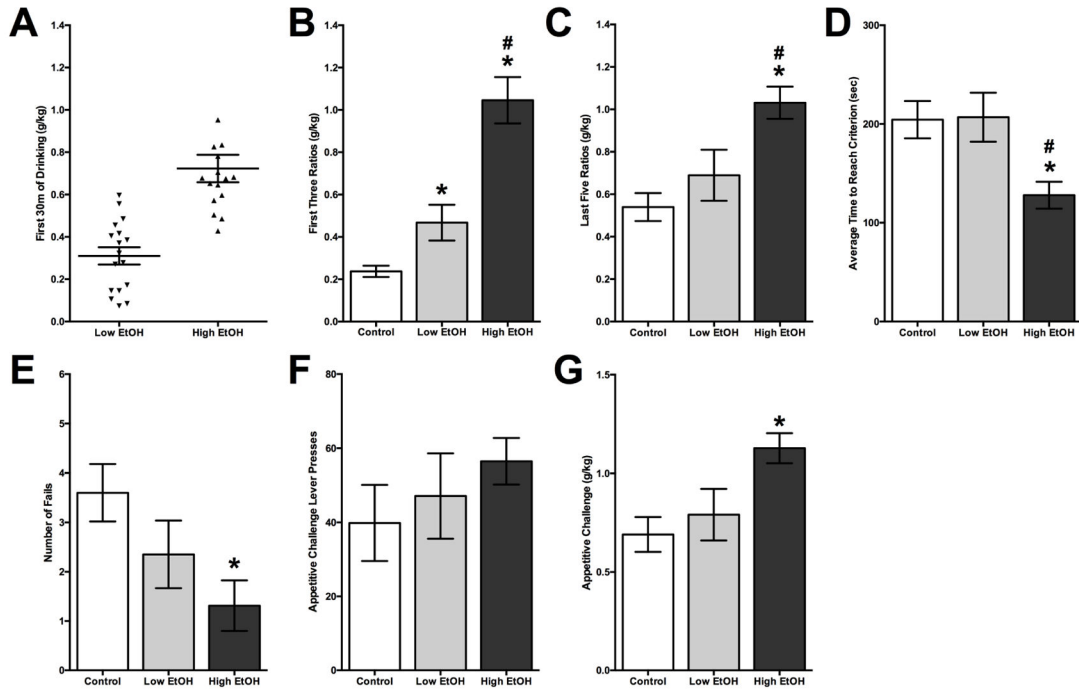 A
First 30m of Drinking (g/kg)
1.4
1.2
1.0
0.8
0.6
0.4
0.2
0.0
Low EtOH High EtOH
B
First Three Ratios (g/kg)
1.4
1.2
1.0
0.8
0.6
0.4
0.2
0.0
*
#
*
Control Low EtOH High EtOH
C
Last Five Ratios (g/kg)
1.4
1.2
1.0
0.8
0.6
0.4
0.2
0.0
#
*
Control Low EtOH High EtOH
D
Average Time to Reach Criterion (sec)
300
200
100
0
#
*
Control Low EtOH High EtOH
E
Number of Fails
6
5
4
3
2
1
0
*
Control Low EtOH High EtOH
F
Appetitive Challenge Lever Presses
80
60
40
20
0
Control Low EtOH High EtOH
G
Appetitive Challenge (g/kg)
1.5
1.0
0.5
0.0
*
Control Low EtOH High EtOH